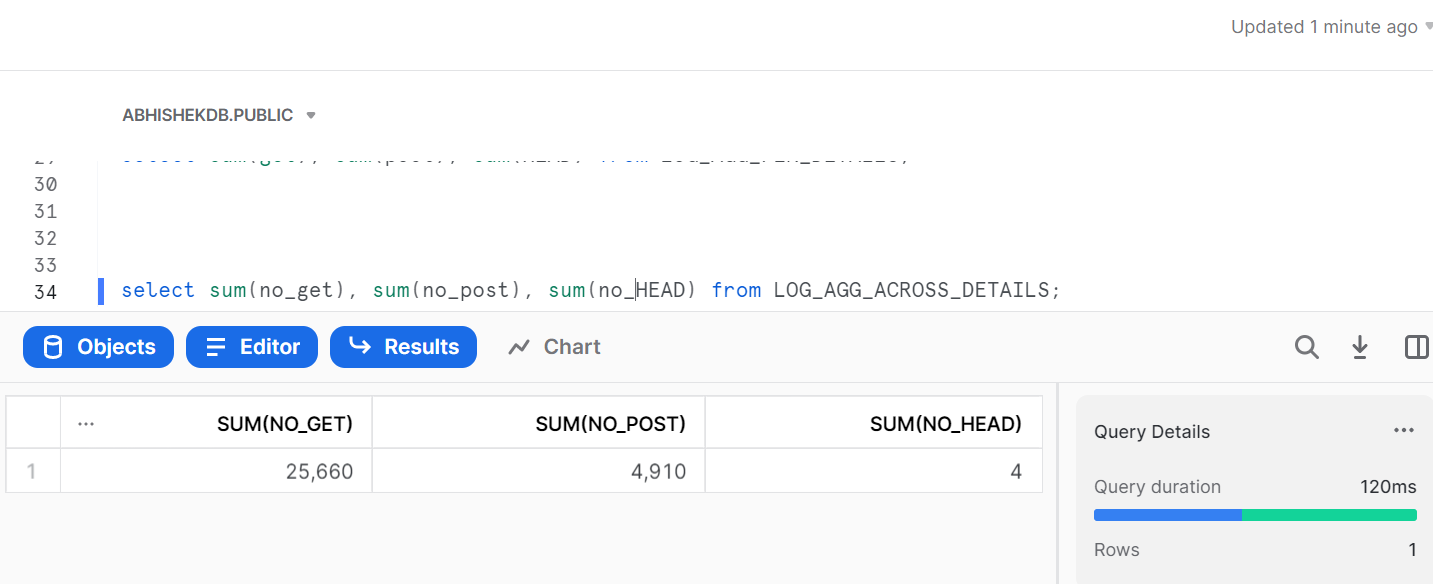 Updated 1 minute ago
ABHISHEKDB.PUBLIC
30
31
32
33
34 select sum(no_get), sum(no_post), sum(no_HEAD) from LOG_AGG_ACROSS_DETAILS;
Objects Editor Results Chart
... SUM(NO_GET) SUM(NO_POST) SUM(NO_HEAD)
1 25,660 4,910 4
Query Details ...
Query duration 120ms
Rows 1